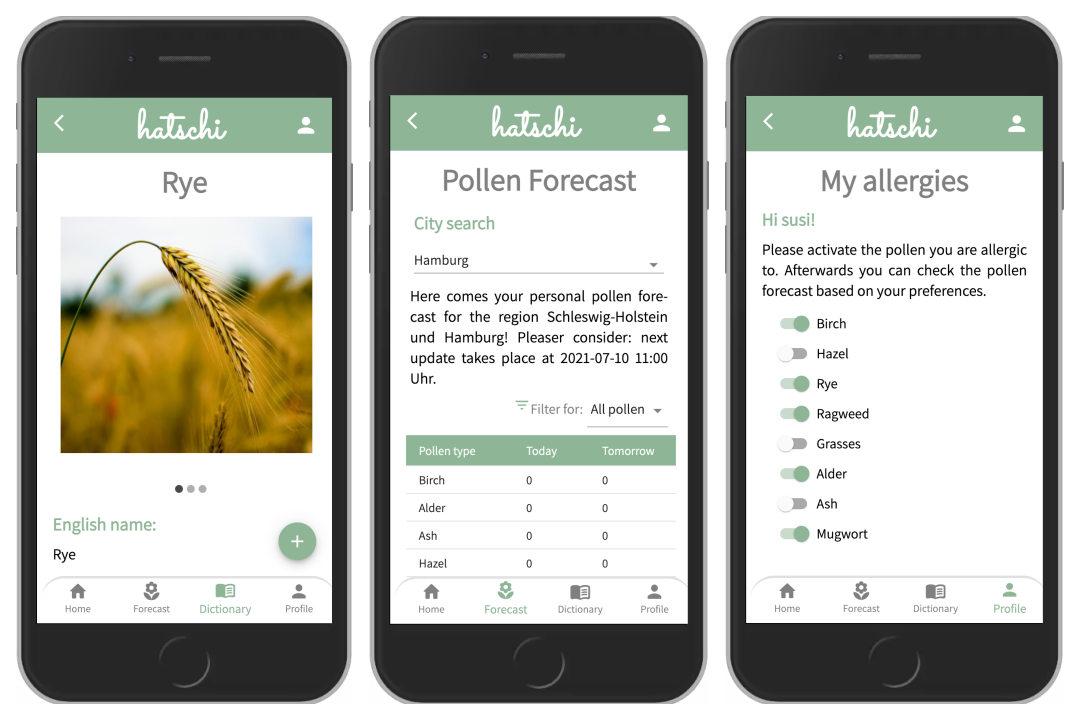 hatschi
Rye
English name:
Rye
+
Home
Forecast
Dictionary
Profile
hatschi
Pollen Forecast
City search
Hamburg
Here comes your personal pollen fore-
cast for the region Schleswig-Holstein
und Hamburg! Pleaser consider: next
update takes place at 2021-07-10 11:00
Uhr.
Filter for: All pollen
Pollen type Today Tomorrow
Birch 0 0
Alder 0 0
Ash 0 0
Hazel 0 0
Home
Forecast
Dictionary
Profile
hatschi
My allergies
Hi susi!
Please activate the pollen you are allergic
to. Afterwards you can check the pollen
forecast based on your preferences.
Birch
Hazel
Rye
Ragweed
Grasses
Alder
Ash
Mugwort
Home
Forecast
Dictionary
Profile